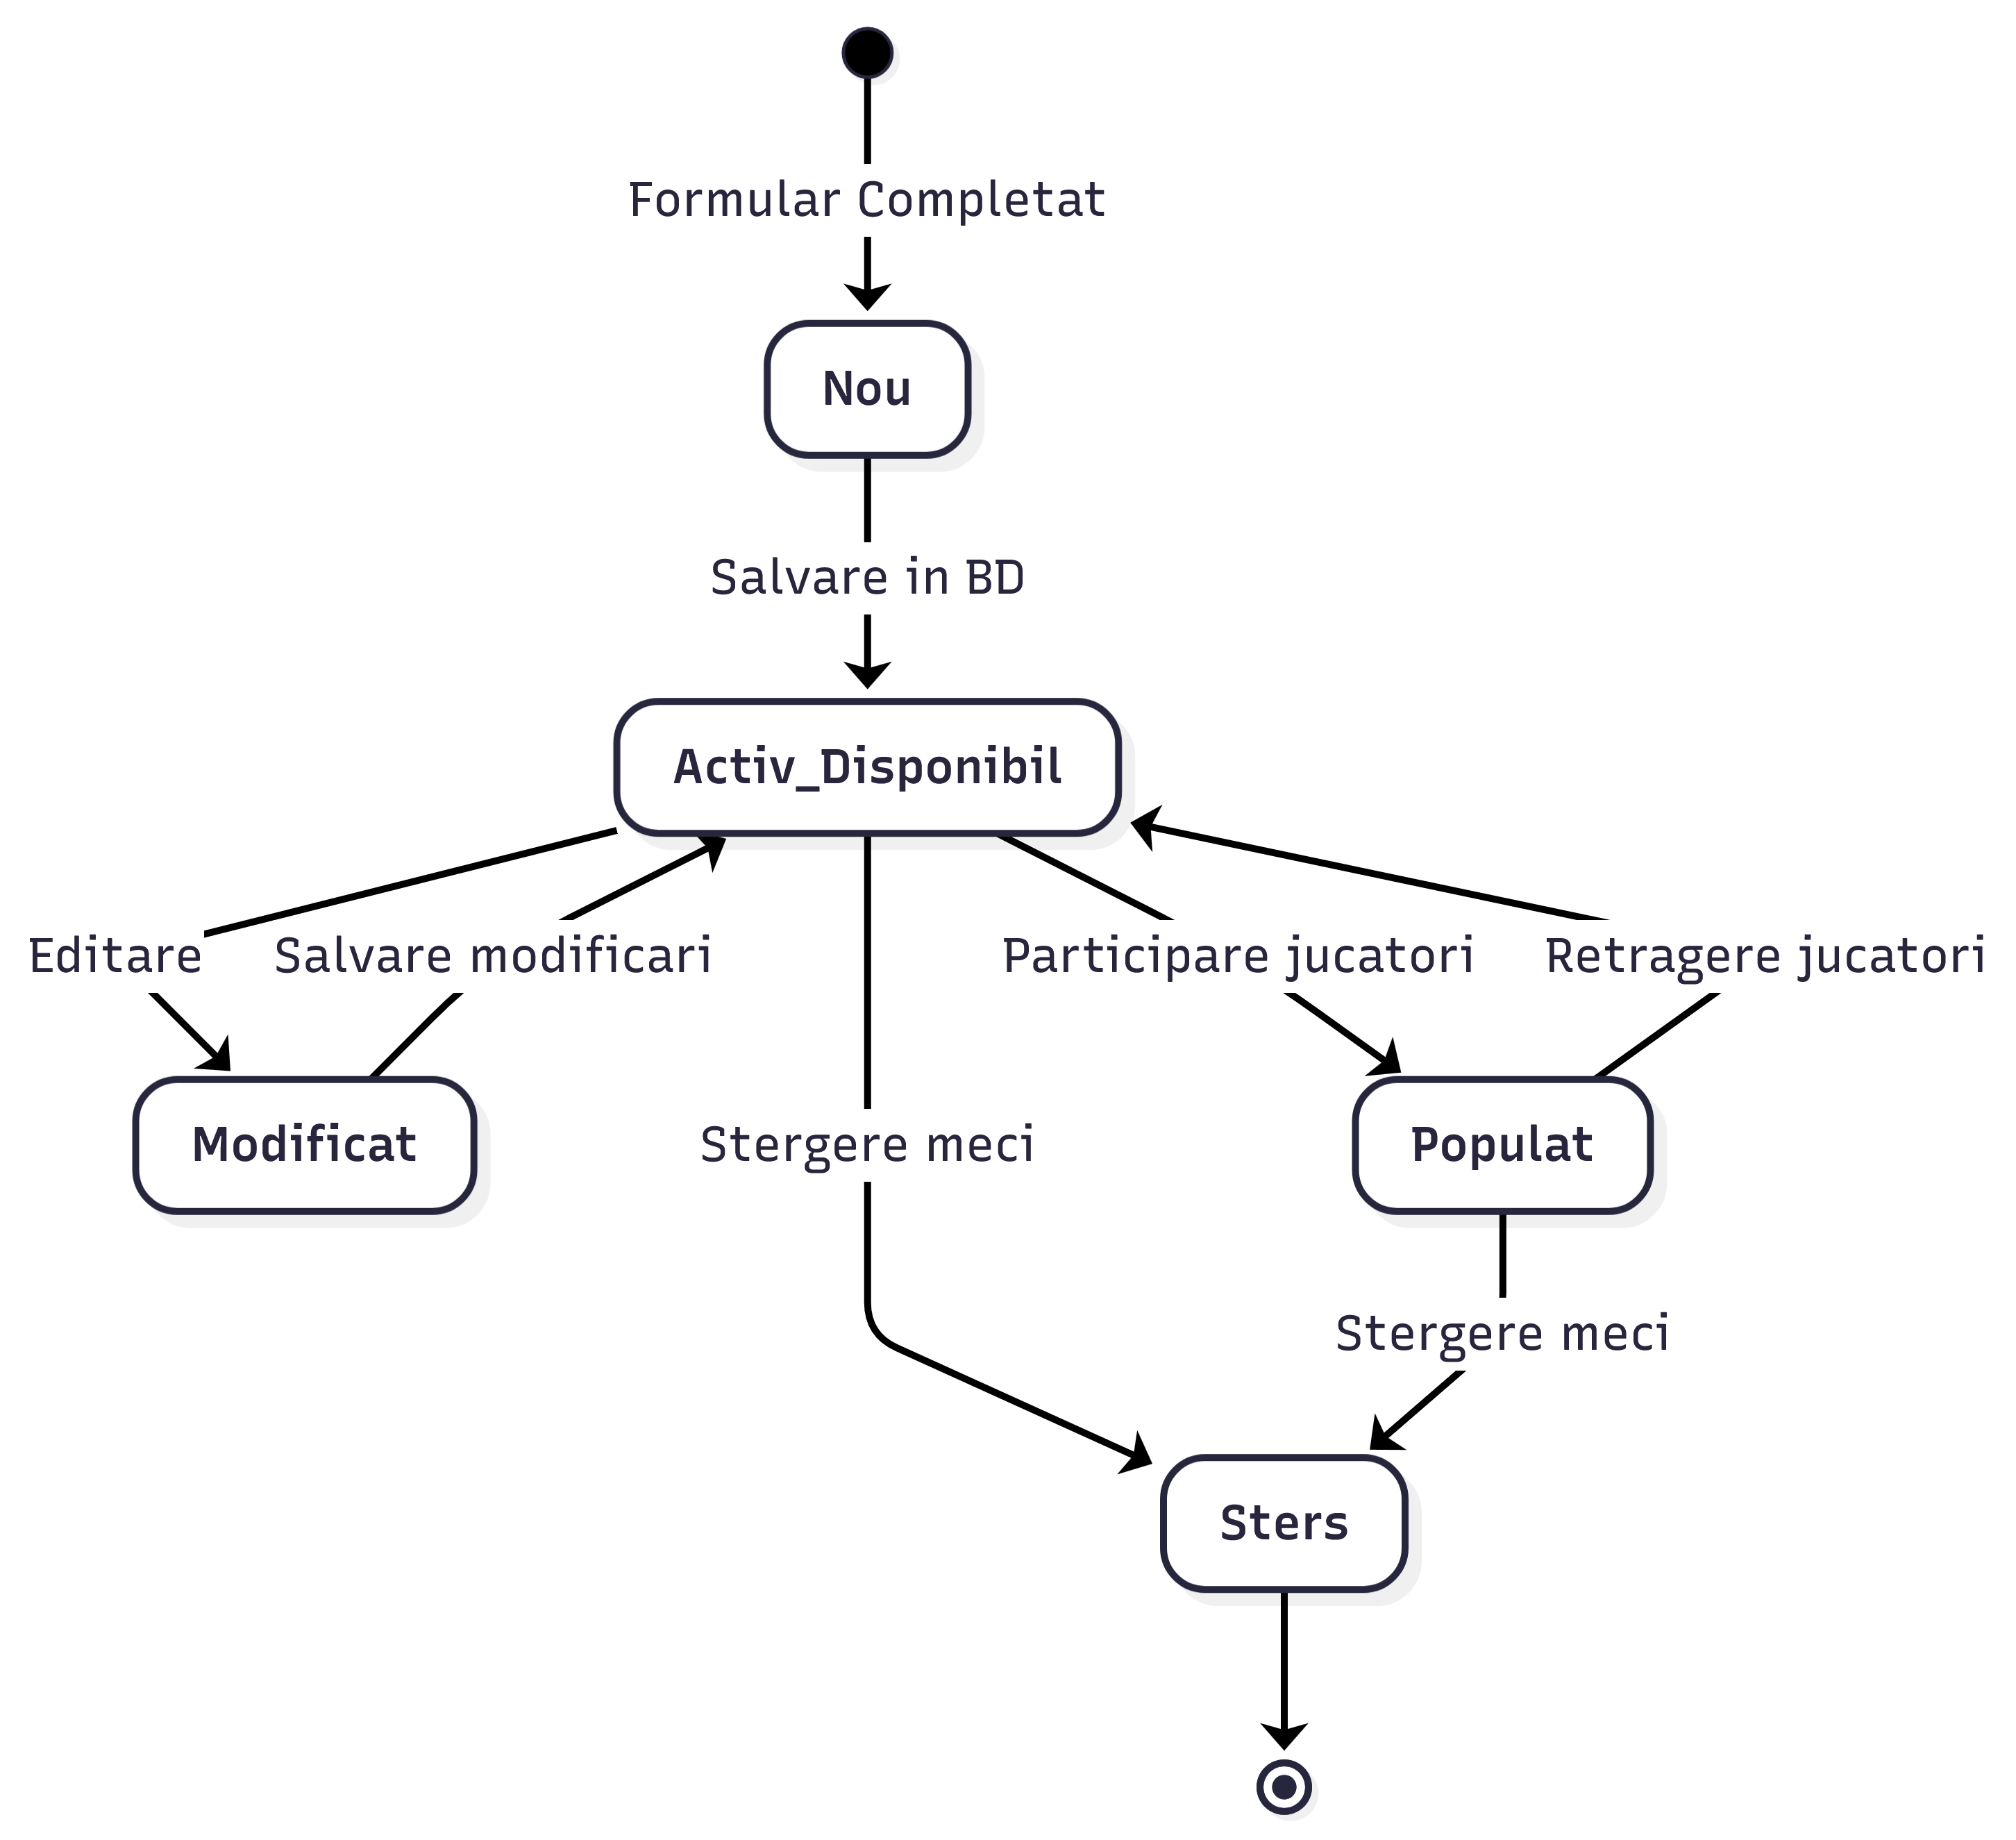 Formular Completat
Nou
Salvare in BD
Activ_Disponibil
Editare
Salvare modificari
Participare jucatori
Retragere jucatori
Modificat
Stergere meci
Populat
Stergere meci
Sters